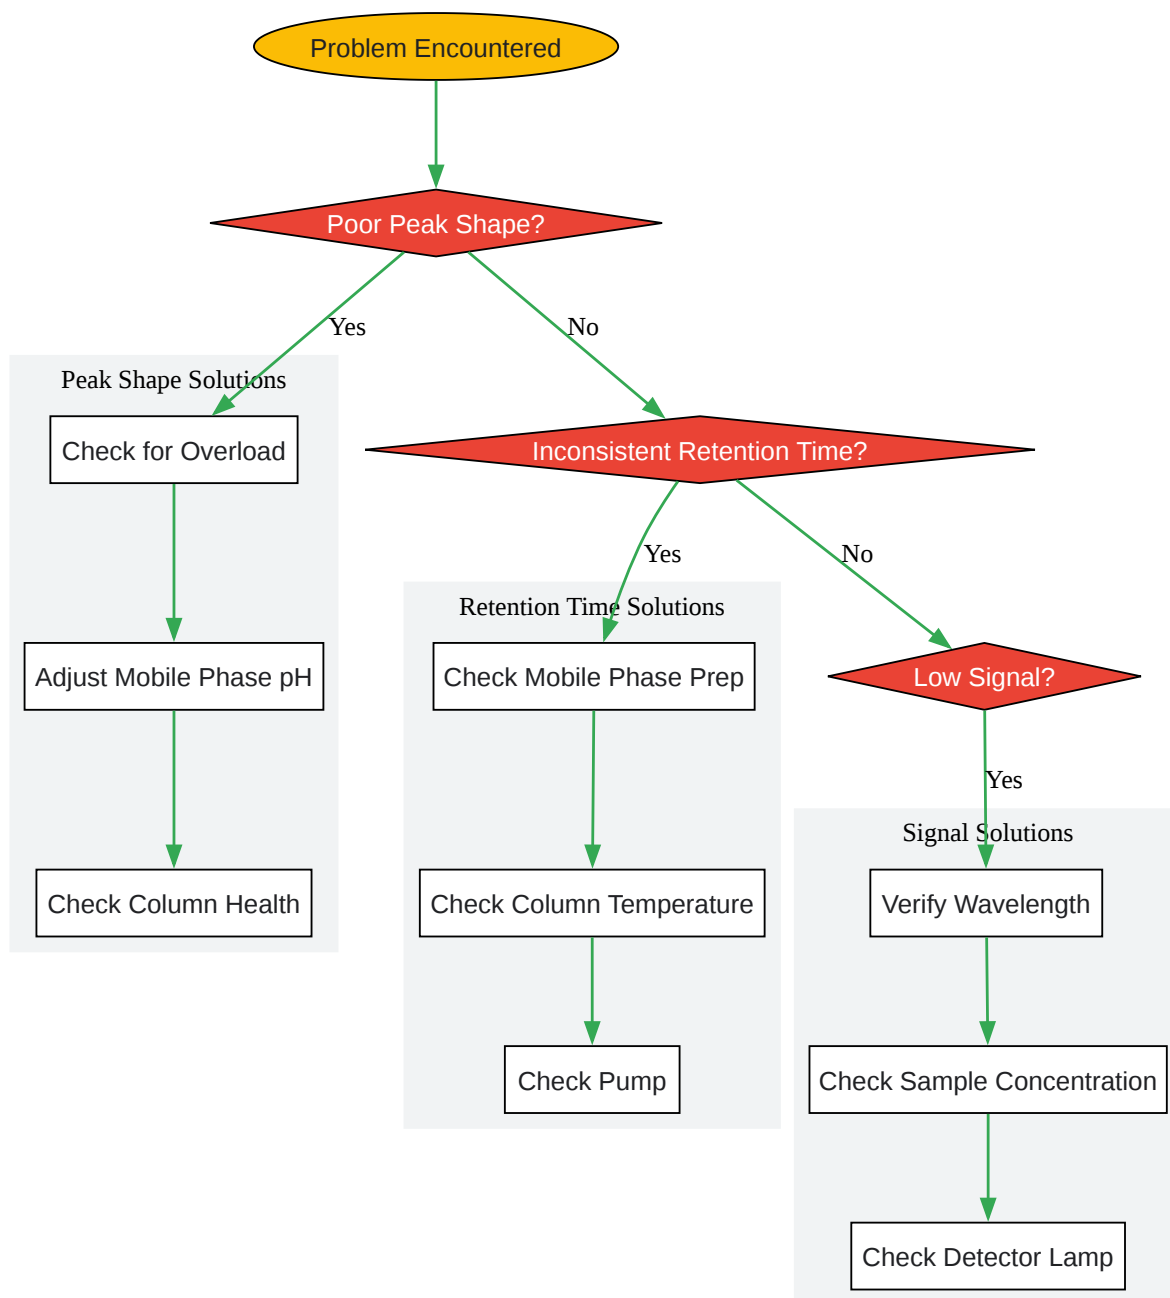 Problem Encountered
Poor Peak Shape?
Yes
No
Peak Shape Solutions
Check for Overload
Adjust Mobile Phase pH
Check Column Health
Inconsistent Retention Time?
Yes
No
Retention Time Solutions
Check Mobile Phase Prep
Check Column Temperature
Check Pump
Low Signal?
Yes
Signal Solutions
Verify Wavelength
Check Sample Concentration
Check Detector Lamp